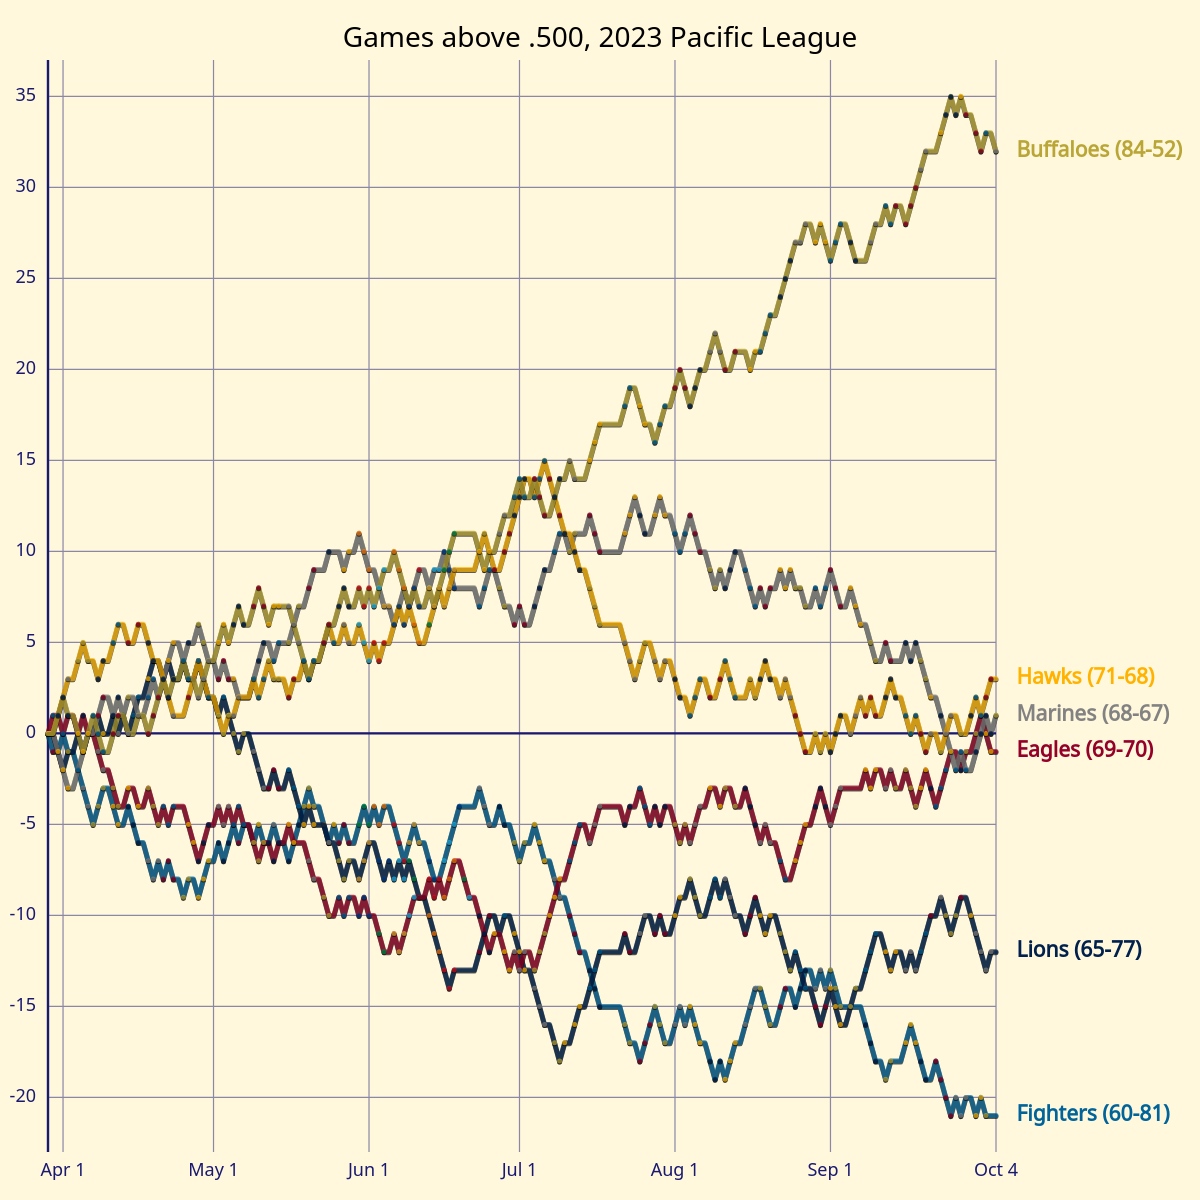 Games above .500, 2023 Pacific League
35
30
25
20
15
10
5
0
-5
-10
-15
-20
Buffaloes (84-52)
Hawks (71-68)
Marines (68-67)
Eagles (69-70)
Lions (65-77)
Fighters (60-81)
Apr 1
May 1
Jun 1
Jul 1
Aug 1
Sep 1
Oct 4